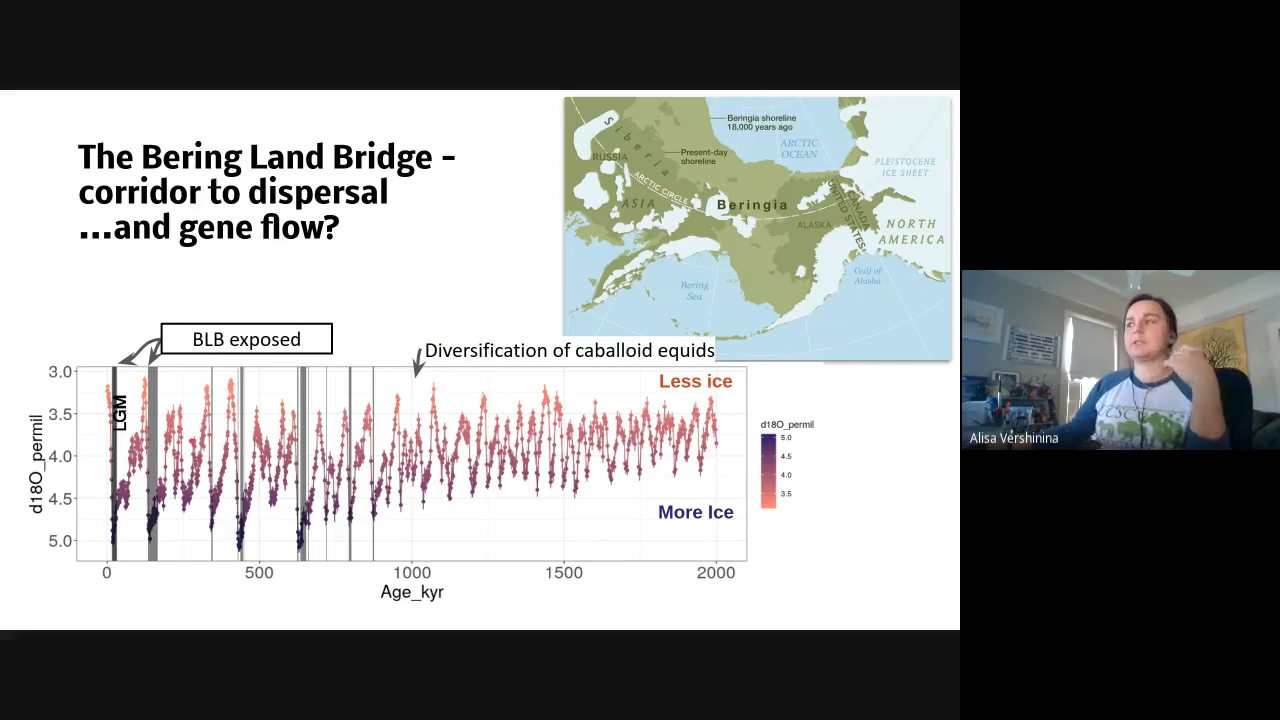 The Bering Land Bridge -
corridor to dispersal
...and gene flow?
Beringia shoreline
18,000 years ago
ARCTIC
OCEAN
PLEISTOCENE
ICE SHEET
Siberia
RUSSIA
Present-day
shoreline
ARCTIC CIRCLE
ASIA
Beringia
ALASKA
CANADA
UNITED STATES
NORTH
AMERICA
Bering
Sea
Gulf of
Alaska
BLB exposed
Diversification of caballoid equids
Less ice
More Ice
LGM
d18O_permil
3.0
3.5
4.0
4.5
5.0
0
500
1000
1500
2000
Age_kyr
d18O_permil
5.0
4.5
4.0
3.5
UCSC
Alisa Vershinina